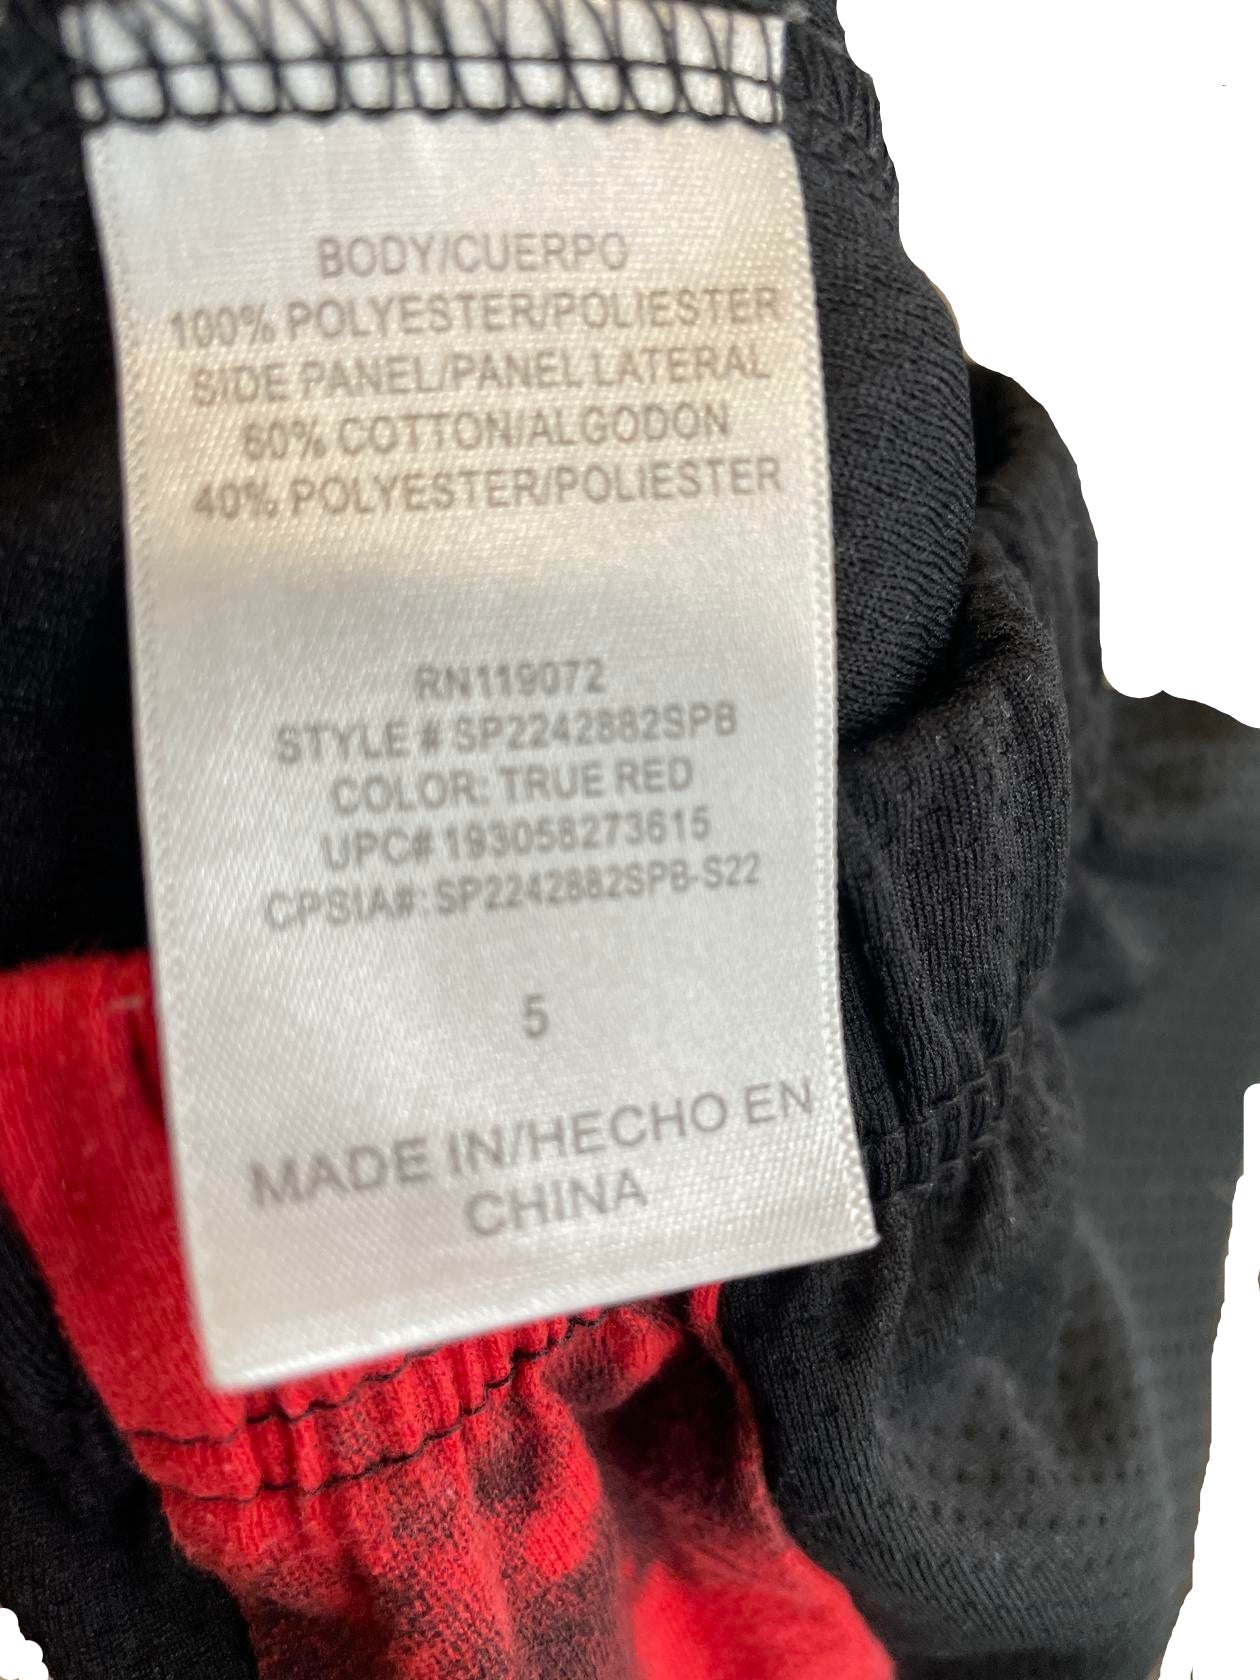 BODY/CUERPO
100% POLYESTER/POLIESTER
SIDE PANEL/PANEL LATERAL
60% COTTON/ALGODON
40% POLYESTER/POLIESTER
RN119072
STYLE # SP2242882SPB
COLOR: TRUE RED
UPC# 193058273615
CPSIA#: SP2242882SPB-S22
5
MADE IN/HECHO EN
CHINA